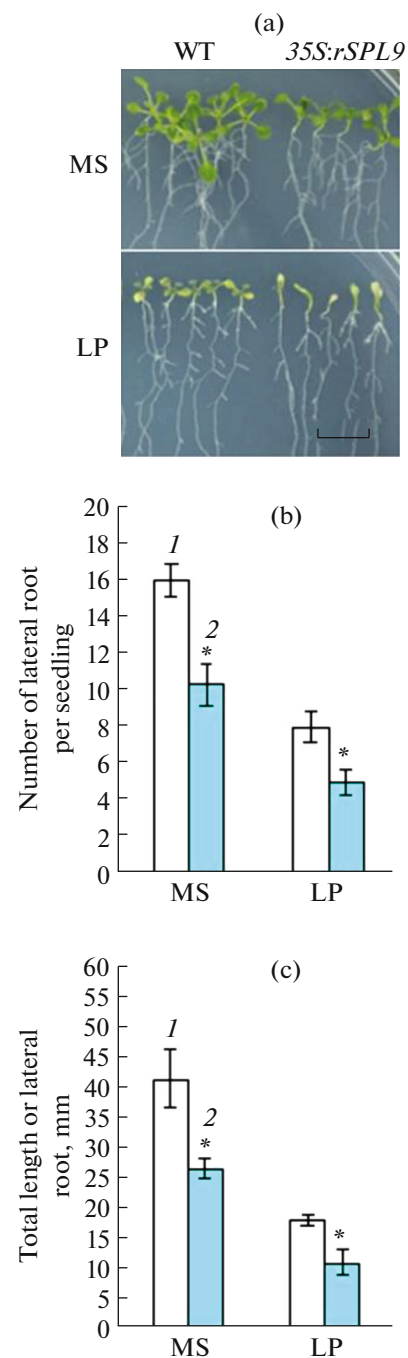 (a)
WT 35S:rSPL9
MS
LP
(b)
Number of lateral root
per seedling
20
18
16
14
12
10
8
6
4
2
0
1
2
*
*
MS LP
(c)
Total length or lateral
root, mm
60
55
50
45
40
35
30
25
20
15
10
5
0
1
2
*
*
MS LP